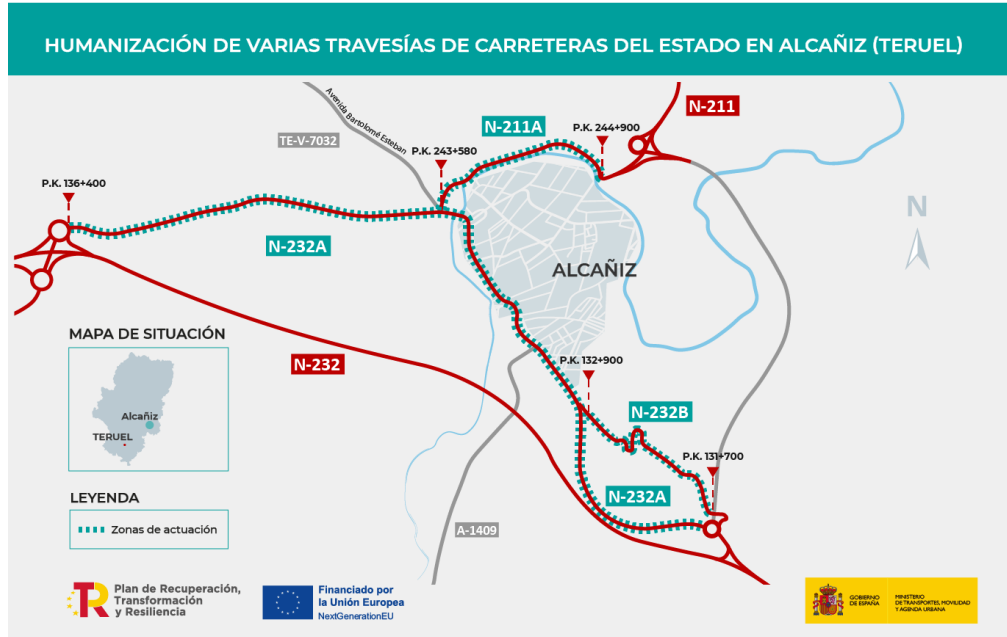 HUMANIZACIÓN DE VARIAS TRAVESÍAS DE CARRETERAS DEL ESTADO EN ALCAÑIZ (TERUEL)
Avenida Bartolomé Esteban
N-211
N-211A
P.K. 244+900
TE-V-7032
P.K. 243+580
P.K. 136+400
N
N-232A
ALCAÑIZ
MAPA DE SITUACIÓN
N-232
P.K. 132+900
Alcañiz
TERUEL
N-232B
P.K. 131+700
LEYENDA
N-232A
Zonas de actuación
A-1409
Plan de Recuperación,
Transformación
y Resiliencia
Financiado por
la Unión Europea
NextGenerationEU
GOBIERNO
DE ESPAÑA
MINISTERIO
DE TRANSPORTES, MOVILIDAD
Y AGENDA URBANA